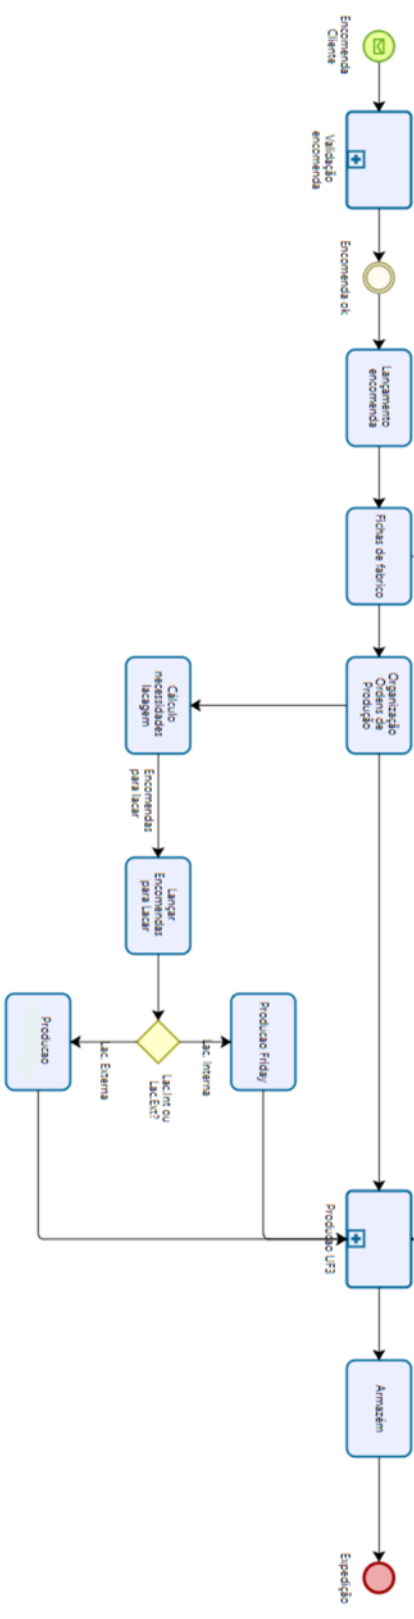 Encomenda
Cliente
Validação
encomenda
Encomenda ok
Lançamento
encomenda
Fichas de fabrico
Organização
Ordens de
Produção
Cálculo
necessidades
lacagem
Encomendas
para lacar
Lançar
Encomendas
para Lacar
Lac.Int ou
Lac.Ext?
Lac. Interna
Lac. Externa
Producao Friday
Producao
Producao UF3
Armazém
Expedição